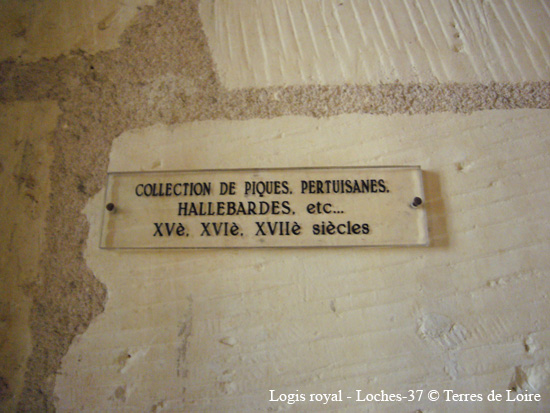 COLLECTION DE PIQUES, PERTUISANES,
HALLEBARDES, etc...
XVè, XVIè, XVIIè siècles
Logis royal - Loches-37 © Terres de Loire